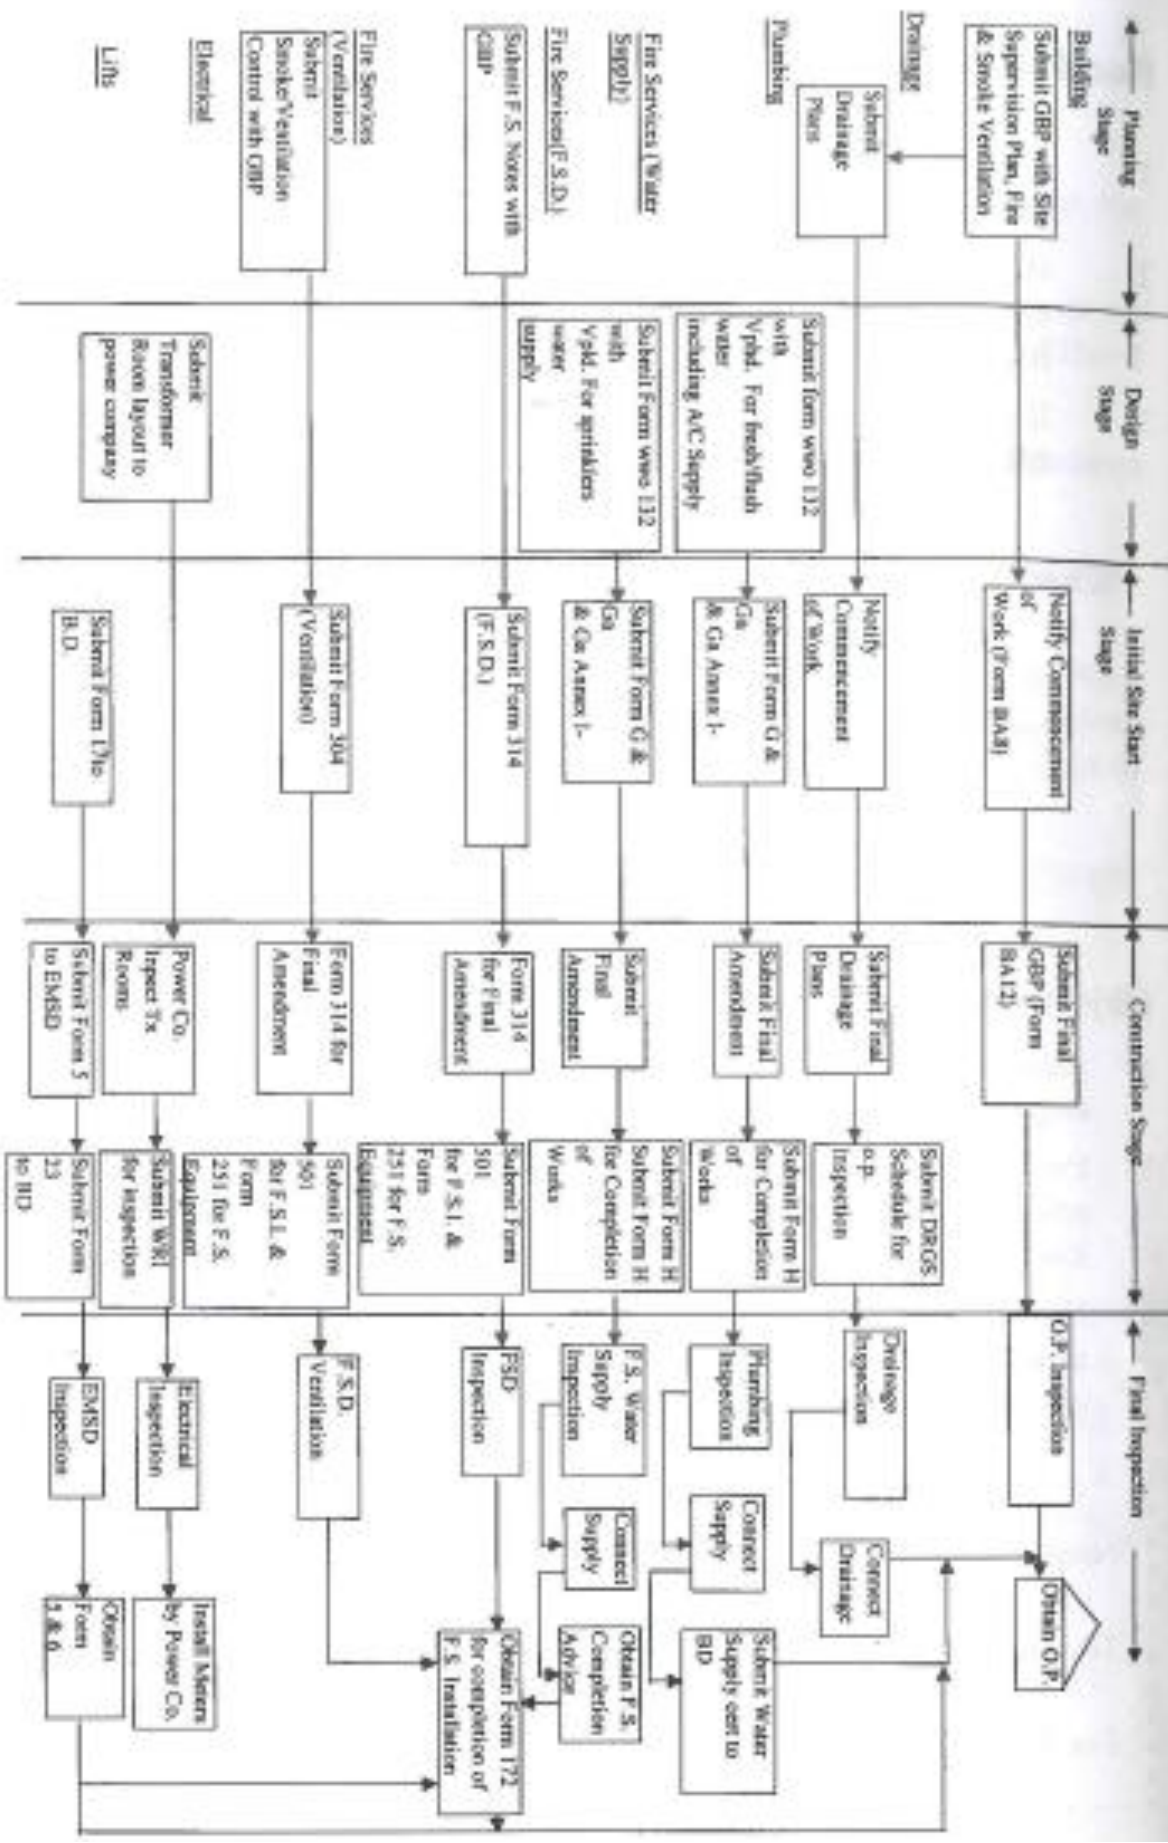 Planning
Stage
Design
Stage
Initial Site Start
Stage
Construction Stage
Final Inspection
Building
Submit GBP with Site
Supervision Plan, Fire
& Smoke Ventilation
Notify Commencement
of
Work (Form BA8)
Submit Final
GBP (Form
BA12)
O.P. Inspection
Obtain O.P.
Drainage
Submit
Drainage
Plans
Notify
Commencement
of Work
Submit Final
Drainage
Plans
Submit DRGS
Schedule for
o.p.
Inspection
Drainage
Inspection
Connect
Drainage
Plumbing
Submit form wwo 132
with
Vpld. For fresh/flush
water
including A/C Supply
Submit Form G &
Ga
& Ga Annex I-
Submit Final
Amendment
Submit Form H
for Completion
of
Works
Plumbing
Inspection
Connect
Supply
Submit Water
Supply cert to
BD
Fire Services (Water
Supply)
Submit Form wwo 132
with
Vpld. For sprinklers
water
supply
Submit Form G &
Ga
& Ga Annex I-
Submit
Final
Amendment
Submit Form H
Submit Form H
for Completion
of
Works
F.S. Water
Supply
Inspection
Connect
Supply
Obtain F.S.
Completion
Advice
Fire Services(F.S.D.)
Submit F.S. Notes with
GBP
Submit Form 314
(F.S.D.)
Form 314
for Final
Amendment
Submit Form
501
for F.S.I. &
Form
251 for F.S.
Equipment
FSD
Inspection
Obtain Form 172
for completion of
F.S. Installation
Fire Services
(Ventilation)
Submit
Smoke/Ventilation
Control with GBP
Submit Form 304
(Ventilation)
Form 314 for
Final
Amendment
Submit Form
501
for F.S.I. &
Form
251 for F.S.
Equipment
F.S.D.
Ventilation
Electrical
Submit
Transformer
Room layout to
power company
Power Co.
Inpect Tx
Rooms
Submit WR1
for inspection
Electrical
Inspection
Install Meters
by Power Co.
Lifts
Submit Form 17to
B.D.
Submit Form 5
to EMSD
Submit Form
23
to BD
EMSD
Inspection
Obtain
Form
5 & 6